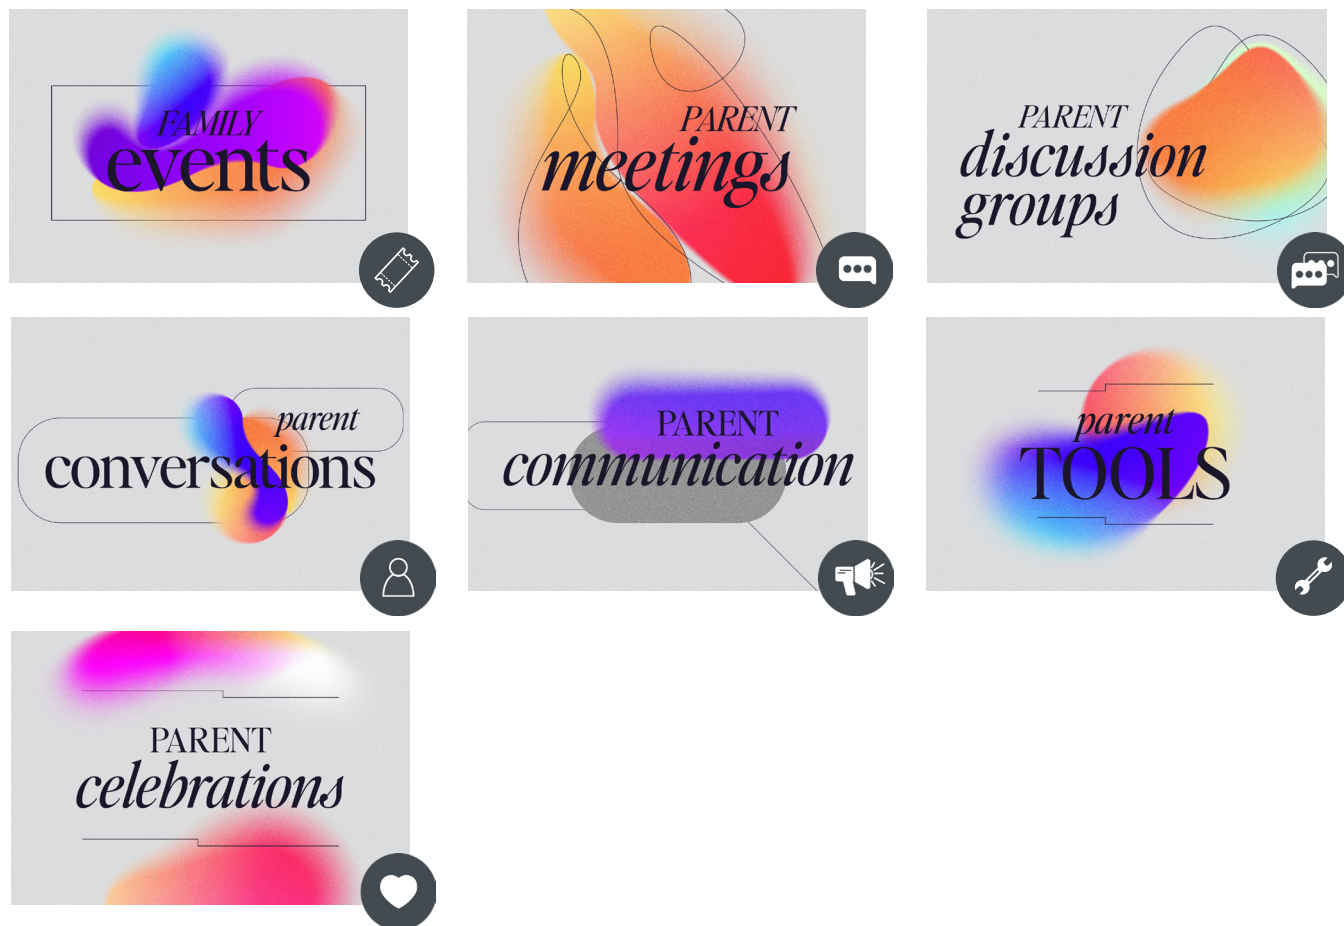 FAMILY
events
PARENT
meetings
PARENT
discussion
groups
parent
conversations
PARENT
communication
parent
TOOLS
PARENT
celebrations